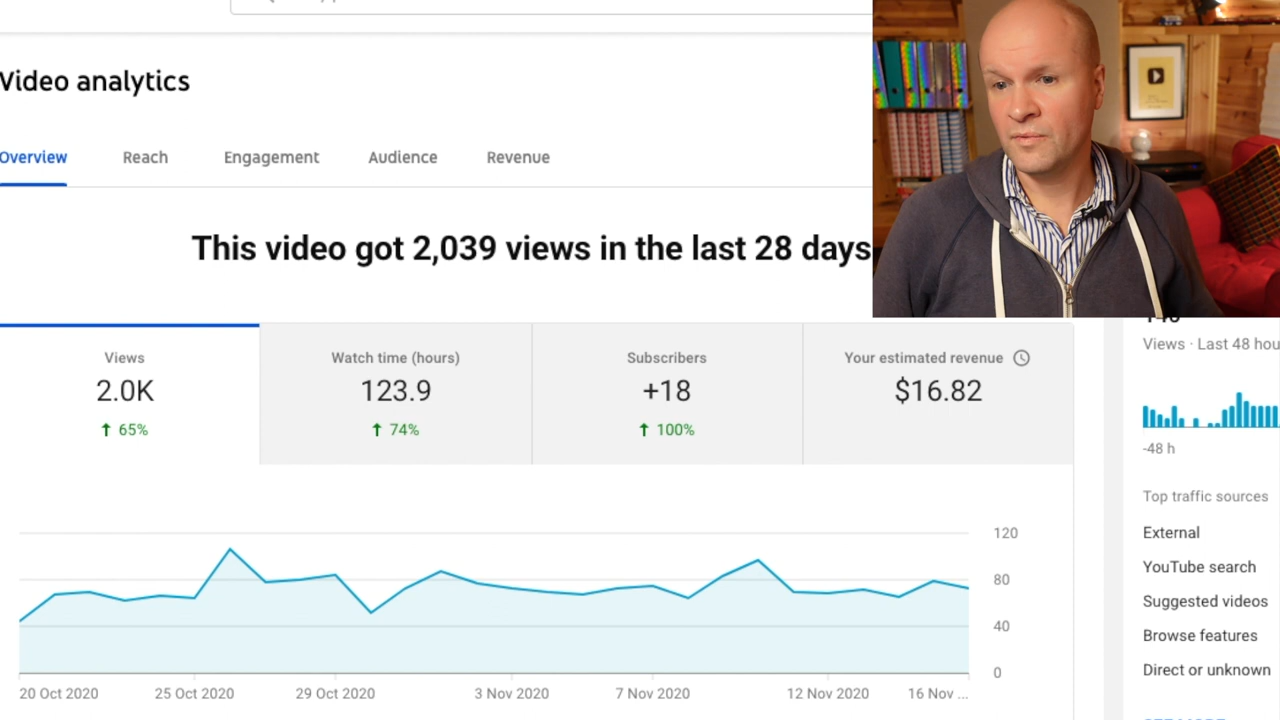 Video analytics
Overview Reach Engagement Audience Revenue
This video got 2,039 views in the last 28 days
Views
2.0K
65%
Watch time (hours)
123.9
74%
Subscribers
+18
100%
Your estimated revenue
$16.82
120
80
40
0
20 Oct 2020 25 Oct 2020 29 Oct 2020 3 Nov 2020 7 Nov 2020 12 Nov 2020 16 Nov ...
Views · Last 48 hou
-48 h
Top traffic sources
External
YouTube search
Suggested videos
Browse features
Direct or unknown